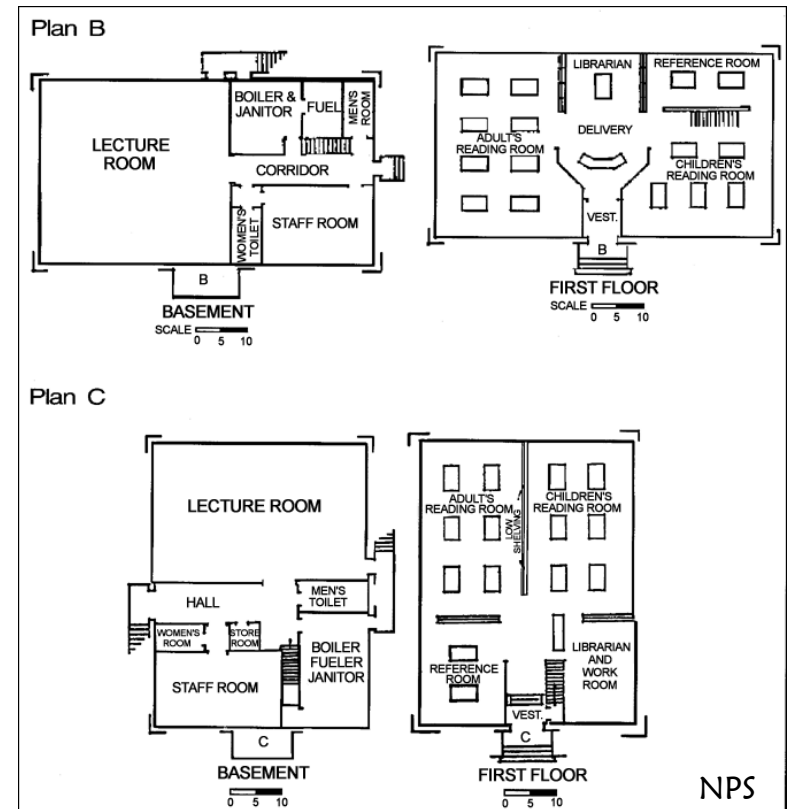 Plan B
BOILER &
JANITOR
FUEL
MEN'S
ROOM
LECTURE
ROOM
CORRIDOR
WOMEN'S
TOILET
STAFF ROOM
B
BASEMENT
SCALE
0 5 10
LIBRARIAN
REFERENCE ROOM
DELIVERY
ADULT'S
READING ROOM
CHILDREN'S
READING ROOM
VEST.
B
FIRST FLOOR
SCALE
0 5 10
Plan C
LECTURE ROOM
HALL
MEN'S
TOILET
WOMEN'S
ROOM
STORE
ROOM
BOILER
FUELER
JANITOR
STAFF ROOM
C
BASEMENT
0 5 10
ADULT'S
READING ROOM
LOW
SHELVING
CHILDREN'S
READING ROOM
REFERENCE
ROOM
LIBRARIAN
AND
WORK
ROOM
VEST.
C
FIRST FLOOR
0 5 10
NPS